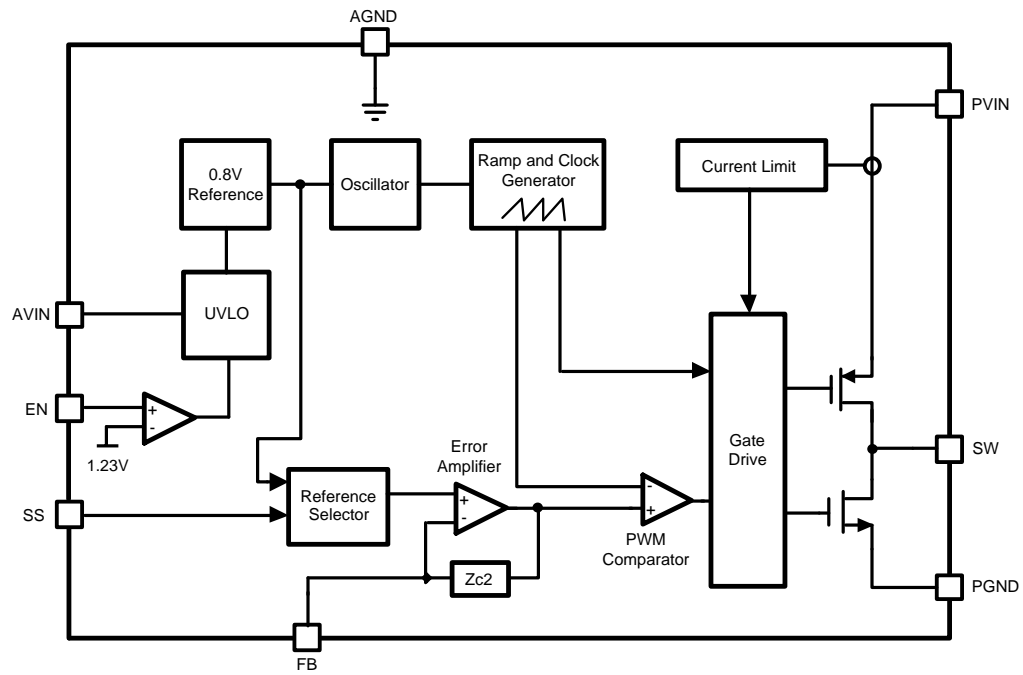 AGND
PVIN
0.8V
Reference
Oscillator
Ramp and Clock
Generator
Current Limit
AVIN
UVLO
EN
+
-
1.23V
Error
Amplifier
Gate
Drive
SW
SS
Reference
Selector
+
-
-
+
PWM
Comparator
Zc2
PGND
FB